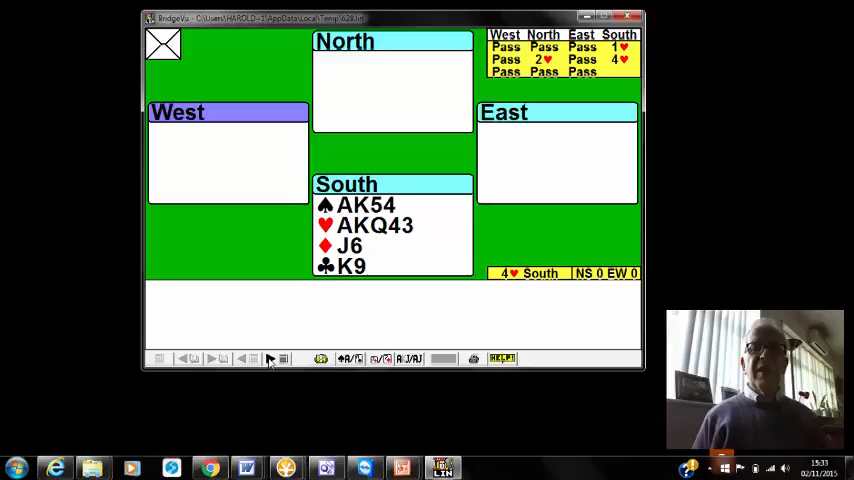 BridgeVu - C:\Users\HAROLD~1\AppData\Local\Temp\628.lin
North
West North East South
Pass Pass Pass 1♥
Pass 2♥ Pass 4♥
Pass Pass Pass
West
East
South
♠ AK54
♥ AKQ43
♦ J6
♣ K9
4♥ South NS 0 EW 0
HELP!
LIN
15:33
02/11/2015